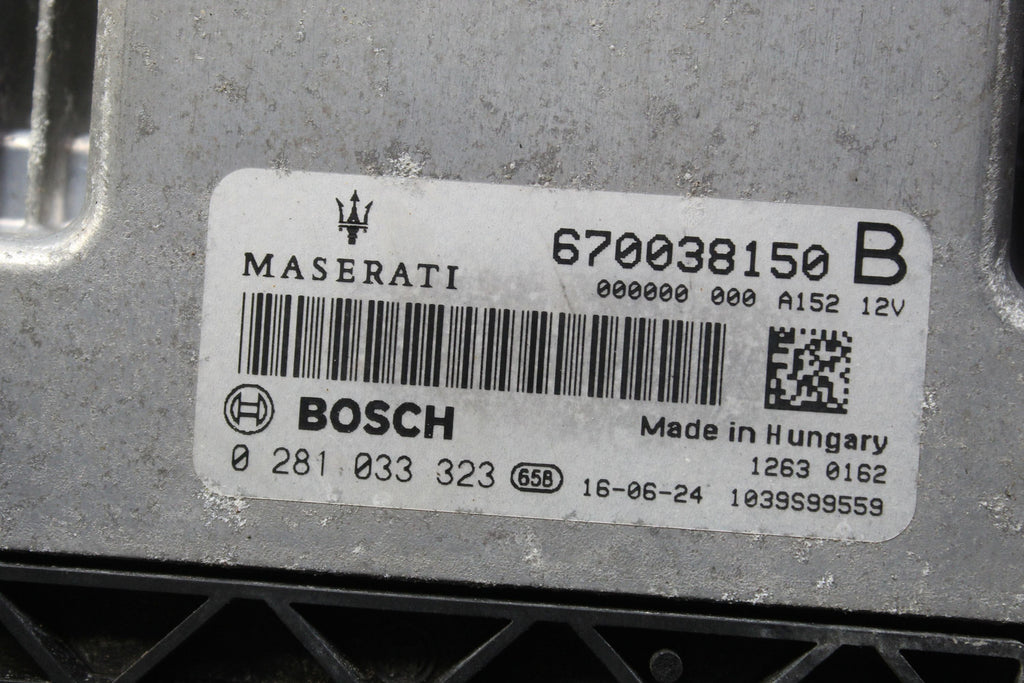 MASERATI
670038150 B
000000 000 A152 12V
BOSCH
Made in Hungary
1263 0162
0 281 033 323 65B 16-06-24 1039S99559